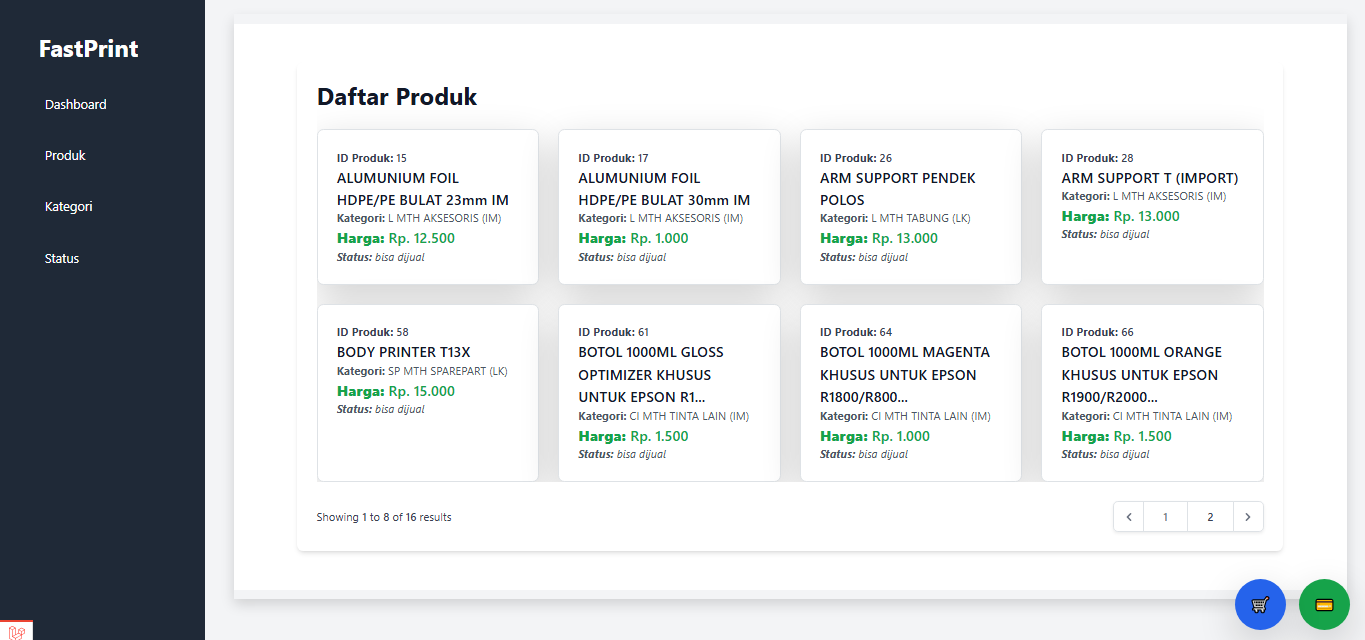 FastPrint
Dashboard
Produk
Kategori
Status
Daftar Produk
ID Produk: 15
ALUMUNIUM FOIL
HDPE/PE BULAT 23mm IM
Kategori: L MTH AKSESORIS (IM)
Harga: Rp. 12.500
Status: bisa dijual
ID Produk: 17
ALUMUNIUM FOIL
HDPE/PE BULAT 30mm IM
Kategori: L MTH AKSESORIS (IM)
Harga: Rp. 1.000
Status: bisa dijual
ID Produk: 26
ARM SUPPORT PENDEK
POLOS
Kategori: L MTH TABUNG (LK)
Harga: Rp. 13.000
Status: bisa dijual
ID Produk: 28
ARM SUPPORT T (IMPORT)
Kategori: L MTH AKSESORIS (IM)
Harga: Rp. 13.000
Status: bisa dijual
ID Produk: 58
BODY PRINTER T13X
Kategori: SP MTH SPAREPART (LK)
Harga: Rp. 15.000
Status: bisa dijual
ID Produk: 61
BOTOL 1000ML GLOSS
OPTIMIZER KHUSUS
UNTUK EPSON R1...
Kategori: CI MTH TINTA LAIN (IM)
Harga: Rp. 1.500
Status: bisa dijual
ID Produk: 64
BOTOL 1000ML MAGENTA
KHUSUS UNTUK EPSON
R1800/R800...
Kategori: CI MTH TINTA LAIN (IM)
Harga: Rp. 1.000
Status: bisa dijual
ID Produk: 66
BOTOL 1000ML ORANGE
KHUSUS UNTUK EPSON
R1900/R2000...
Kategori: CI MTH TINTA LAIN (IM)
Harga: Rp. 1.500
Status: bisa dijual
Showing 1 to 8 of 16 results
1 2